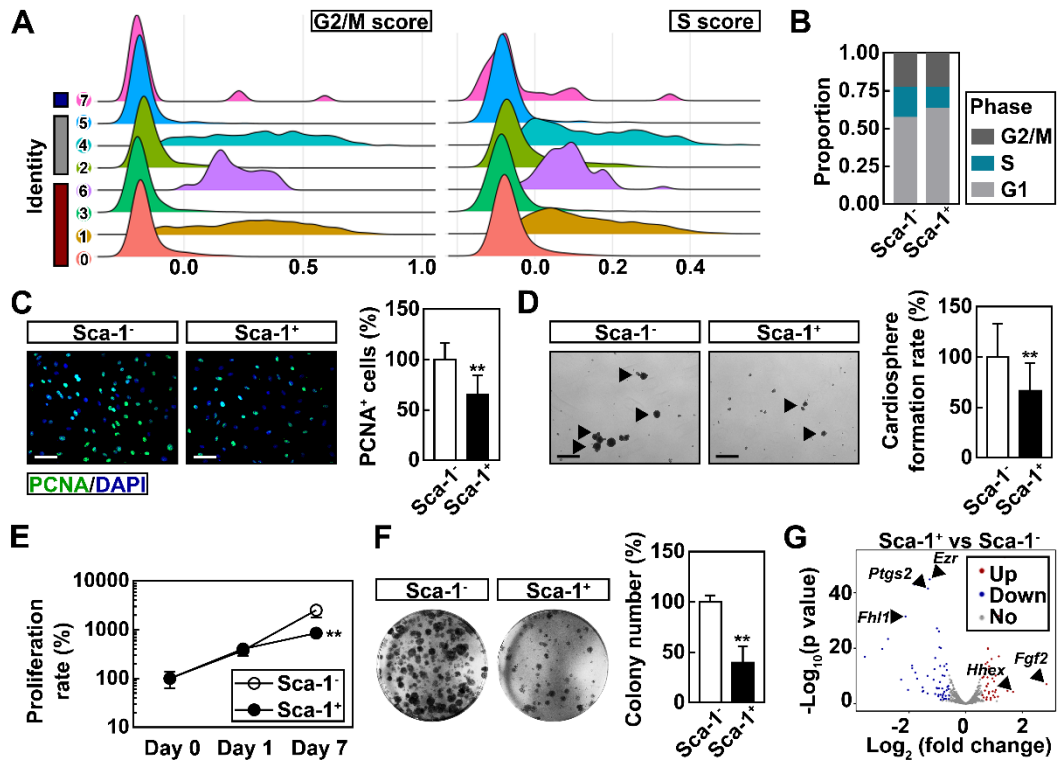 A
G2/M score
S score
Identity
7
5
4
2
6
3
1
0
0.0 0.5 1.0
0.0 0.2 0.4
B
Proportion
1.00
0.75
0.50
0.25
0.00
Sca-1⁻
Sca-1⁺
Phase
G2/M
S
G1
C
Sca-1⁻
Sca-1⁺
PCNA/DAPI
PCNA⁺ cells (%)
150
100
50
0
**
Sca-1⁻
Sca-1⁺
D
Sca-1⁻
Sca-1⁺
Cardiosphere
formation rate (%)
150
100
50
0
**
Sca-1⁻
Sca-1⁺
E
Proliferation
rate (%)
10000
1000
100
10
**
Sca-1⁻
Sca-1⁺
Day 0 Day 1 Day 7
F
Sca-1⁻
Sca-1⁺
Colony number (%)
150
100
50
0
**
Sca-1⁻
Sca-1⁺
G
Sca-1⁺ vs Sca-1⁻
-Log₁₀(p value)
40
20
0
Ezr
Ptgs2
Fhl1
Hhex
Fgf2
Up
Down
No
-2 0 2
Log₂ (fold change)